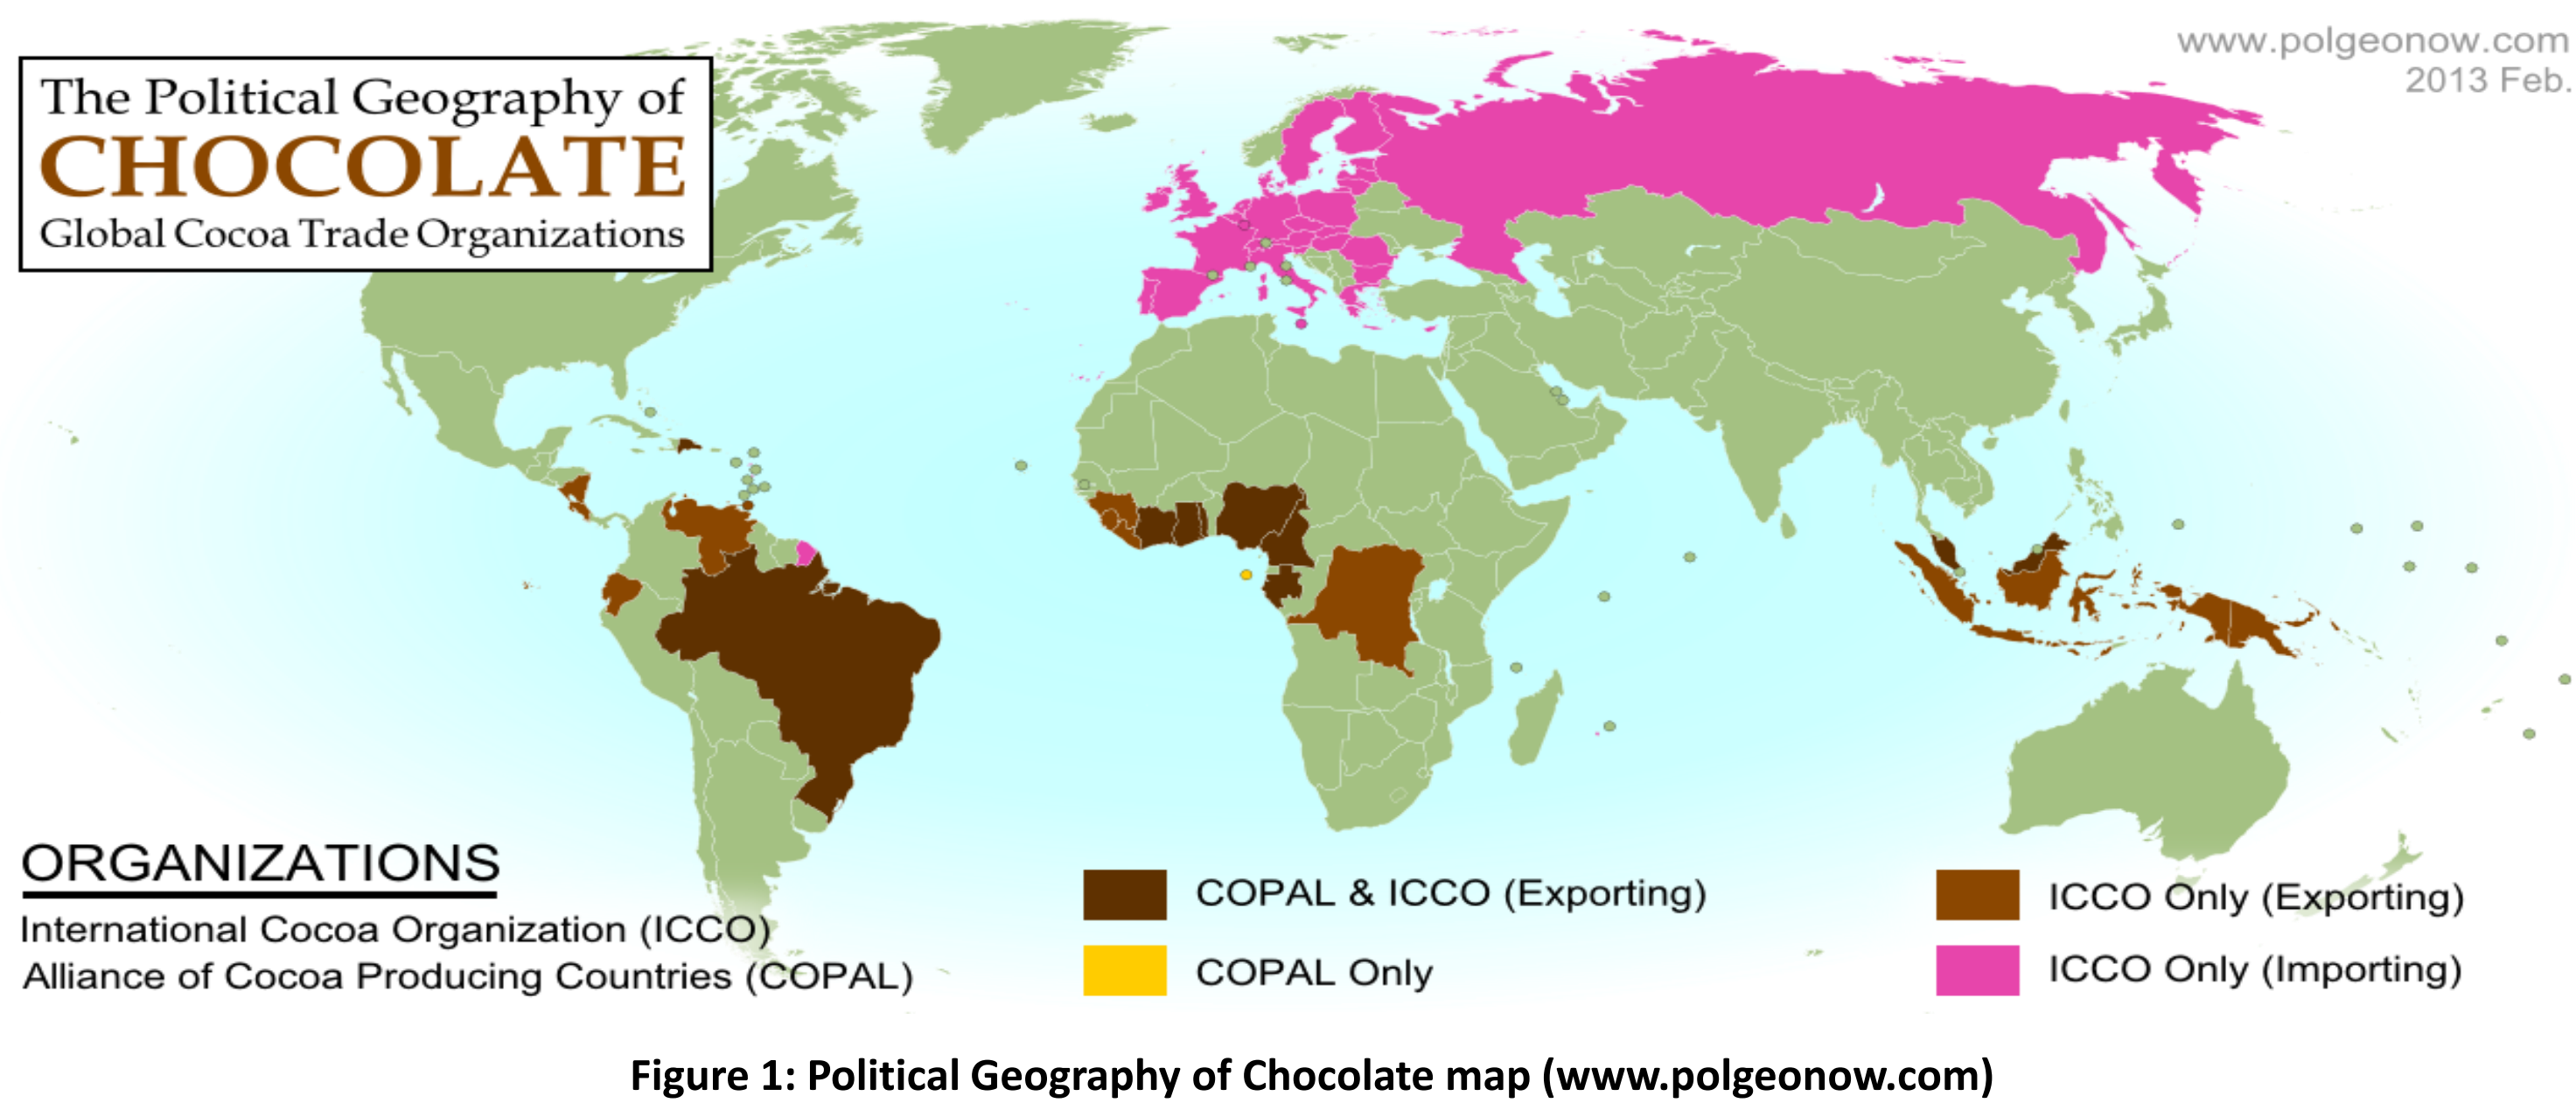 The Political Geography of
CHOCOLATE
Global Cocoa Trade Organizations
www.polgeonow.com
2013 Feb.
ORGANIZATIONS
International Cocoa Organization (ICCO)
Alliance of Cocoa Producing Countries (COPAL)
COPAL & ICCO (Exporting)
COPAL Only
ICCO Only (Exporting)
ICCO Only (Importing)
Figure 1: Political Geography of Chocolate map (www.polgeonow.com)